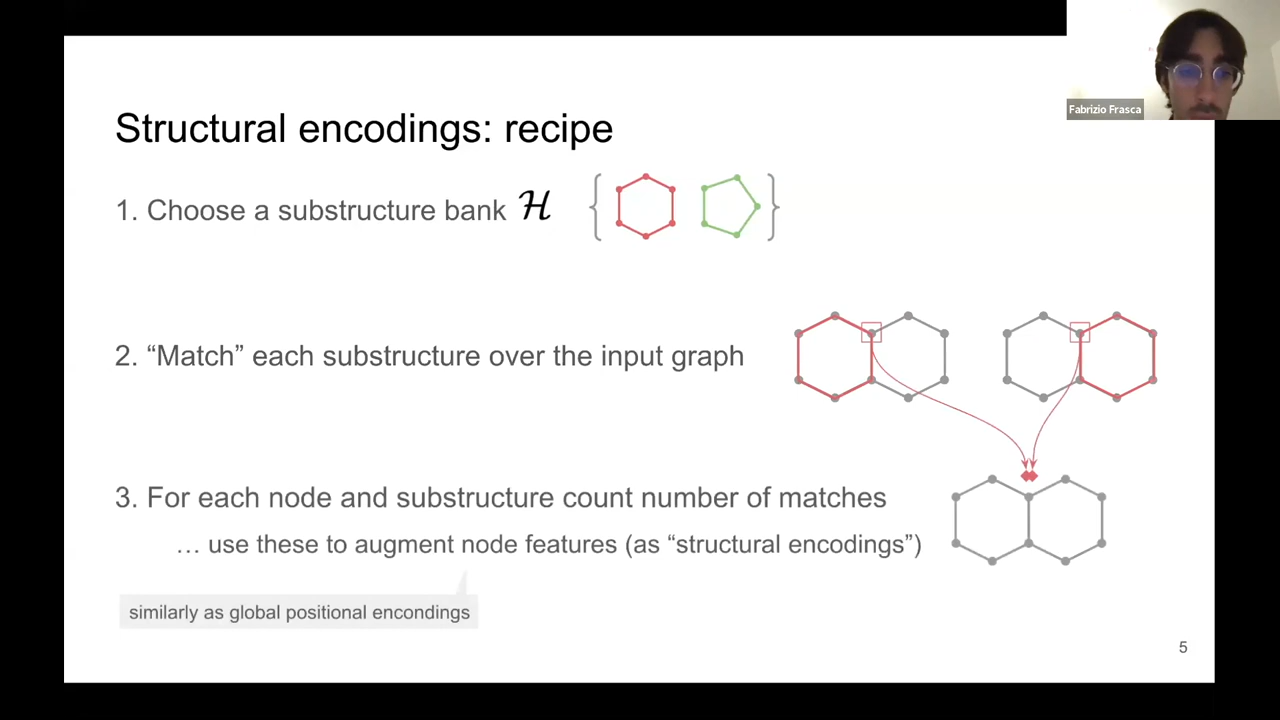 Fabrizio Frasca
Structural encodings: recipe
1. Choose a substructure bank ℋ
2. “Match” each substructure over the input graph
3. For each node and substructure count number of matches
… use these to augment node features (as “structural encodings”)
similarly as global positional encondings
5